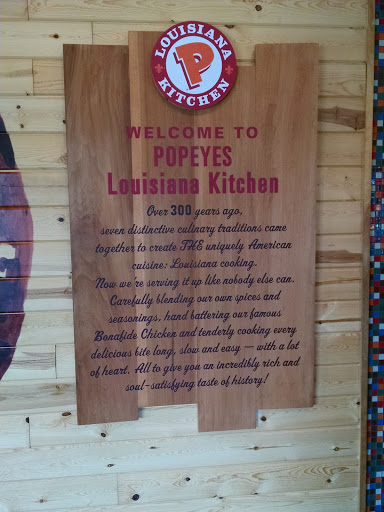 LOUISIANA
P
KITCHEN
WELCOME TO
POPEYES
Louisiana Kitchen
Over 300 years ago,
seven distinctive culinary traditions came
together to create THE uniquely American
cuisine: Louisiana cooking.
Now we're serving it up like nobody else can.
Carefully blending our own spices and
seasonings, hand battering our famous
Bonafide Chicken and tenderly cooking every
delicious bite long, slow and easy — with a lot
of heart. All to give you an incredibly rich and
soul-satisfying taste of history!